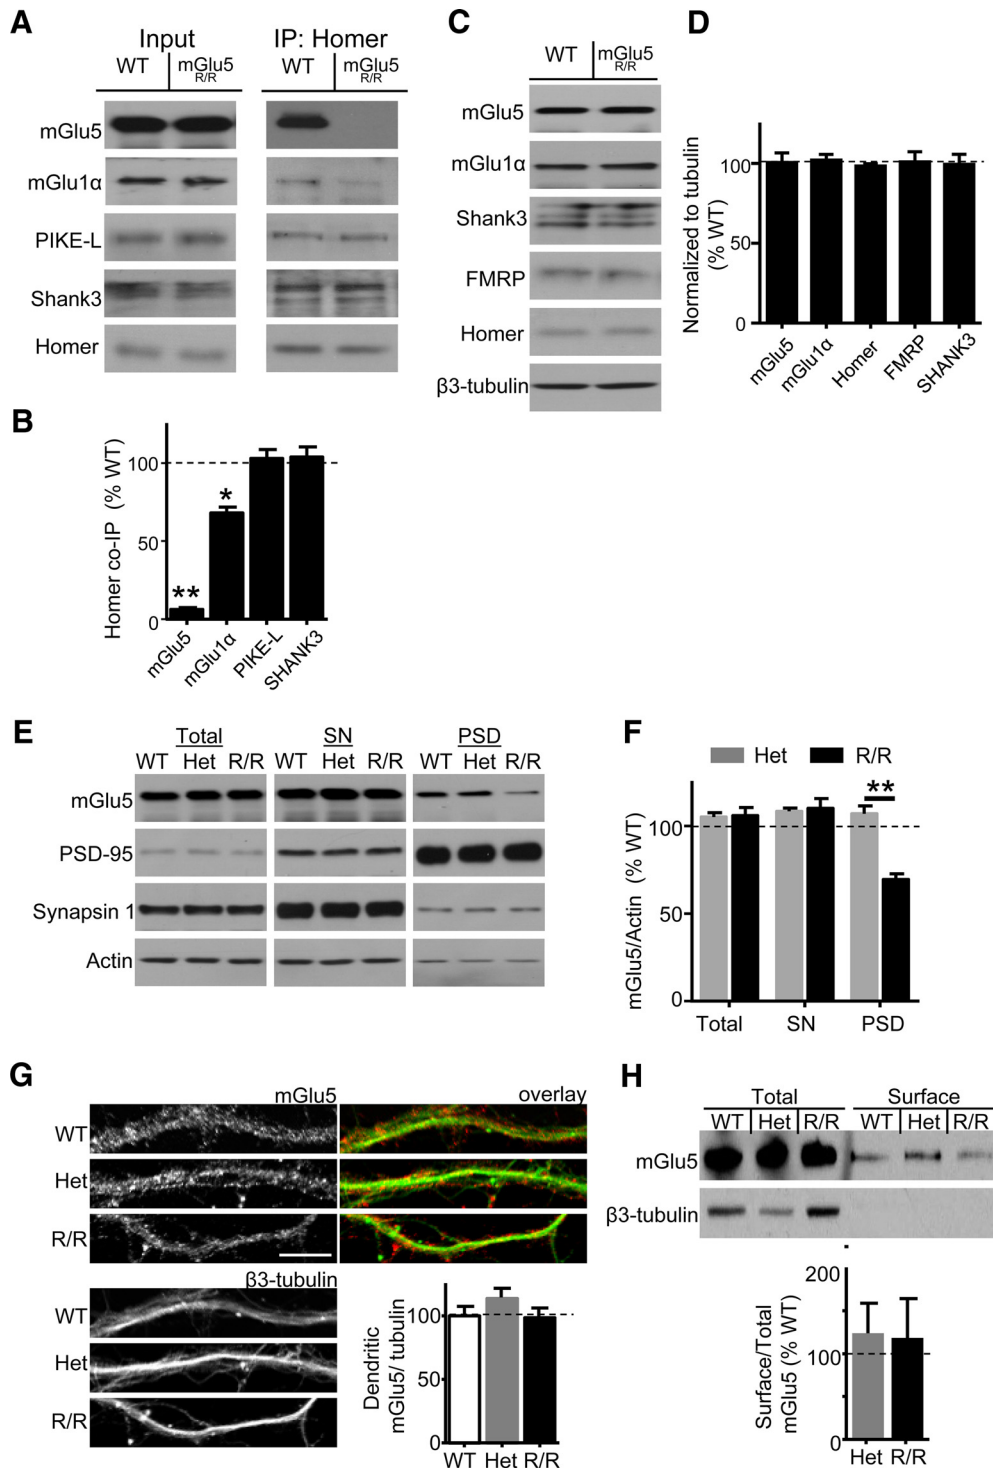 A
Input
IP: Homer
WT
mGlu5
R/R
WT
mGlu5
R/R
mGlu5
mGlu1α
PIKE-L
Shank3
Homer
B
Homer co-IP (% WT)
100
50
0
**
*
mGlu5
mGlu1α
PIKE-L
SHANK3
C
WT
mGlu5
R/R
mGlu5
mGlu1α
Shank3
FMRP
Homer
β3-tubulin
D
Normalized to tubulin
(% WT)
100
50
0
mGlu5
mGlu1α
Homer
FMRP
SHANK3
E
Total
SN
PSD
WT Het R/R
WT Het R/R
WT Het R/R
mGlu5
PSD-95
Synapsin 1
Actin
F
Het
R/R
mGlu5/Actin (% WT)
100
50
0
**
Total
SN
PSD
G
mGlu5
overlay
WT
Het
R/R
β3-tubulin
WT
Het
R/R
Dendritic
mGlu5/ tubulin
100
50
0
WT Het R/R
H
Total
Surface
WT Het R/R
WT Het R/R
mGlu5
β3-tubulin
Surface/Total
mGlu5 (% WT)
200
100
0
Het R/R